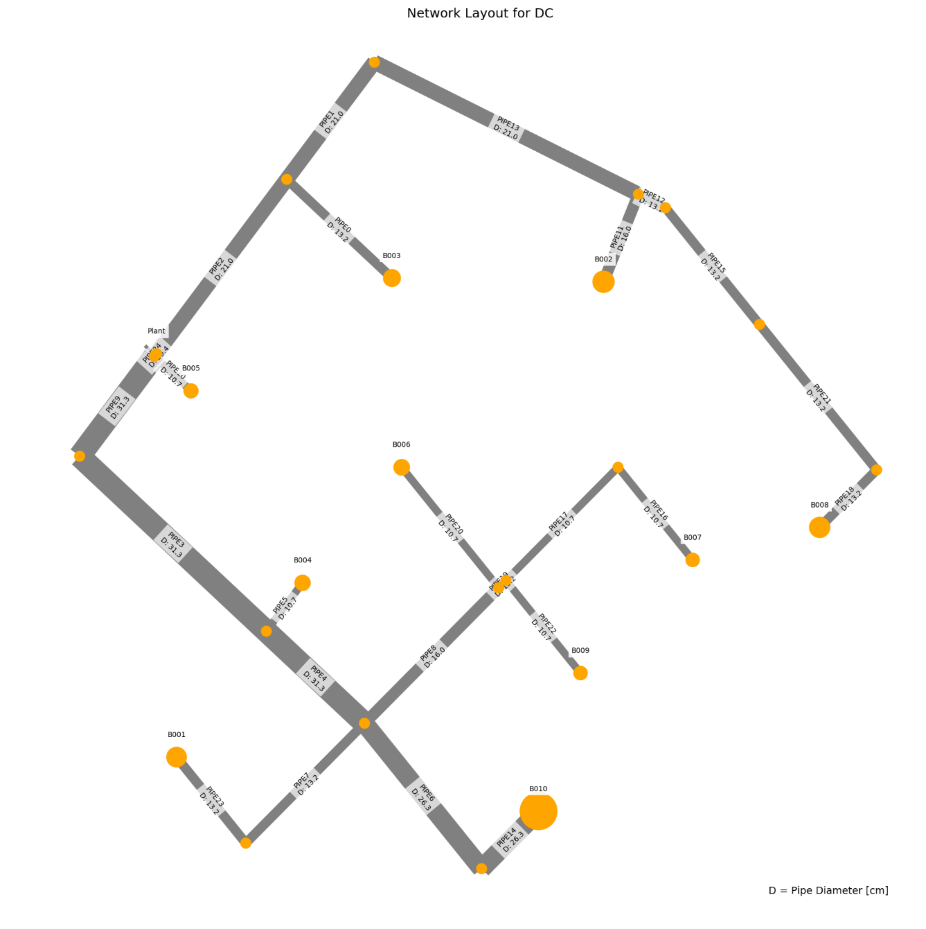 Network Layout for DC
PIPE1
D: 21.0
PIPE13
D: 21.0
PIPE12
PIPE0
D: 13.2
PIPE11
D: 16.0
B003
B002
PIPE2
D: 21.0
PIPE15
D: 13.2
Plant
B005
D: 10.7
PIPE9
D: 31.3
PIPE21
D: 13.2
B006
PIPE20
D: 10.7
PIPE17
D: 10.7
PIPE16
D: 10.7
B008
PIPE18
D: 13.2
B007
PIPE3
D: 31.3
B004
PIPE5
D: 10.7
PIPE22
D: 10.7
B009
PIPE8
D: 16.0
PIPE4
D: 31.3
B001
PIPE23
D: 13.2
PIPE7
D: 13.2
PIPE6
D: 26.3
B010
PIPE14
D: 26.3
D = Pipe Diameter [cm]